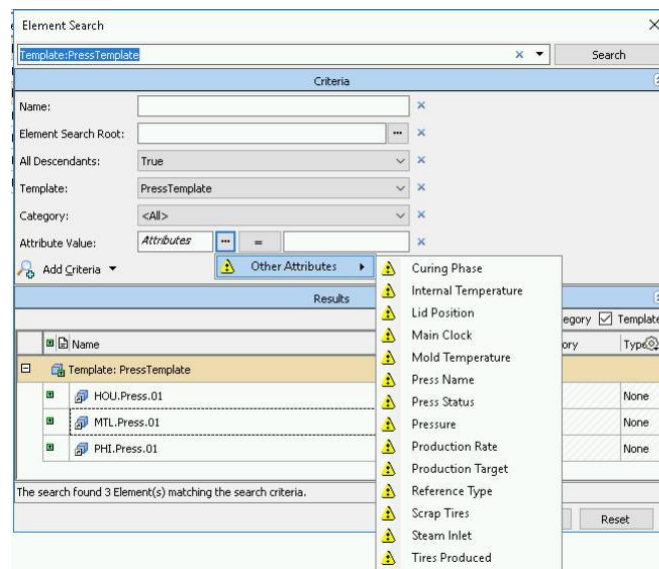 Element Search
Template:PressTemplate Search
Criteria
Name:
Element Search Root: ...
All Descendants: True
Template: PressTemplate
Category: <All>
Attribute Value: Attributes ... =
Add Criteria
Other Attributes
Curing Phase
Internal Temperature
Lid Position
Main Clock
Mold Temperature
Press Name
Press Status
Pressure
Production Rate
Production Target
Reference Type
Scrap Tires
Steam Inlet
Tires Produced
Results
egory Template
Name ory Type
Template: PressTemplate
HOU.Press.01 None
MTL.Press.01 None
PHI.Press.01 None
The search found 3 Element(s) matching the search criteria.
Reset